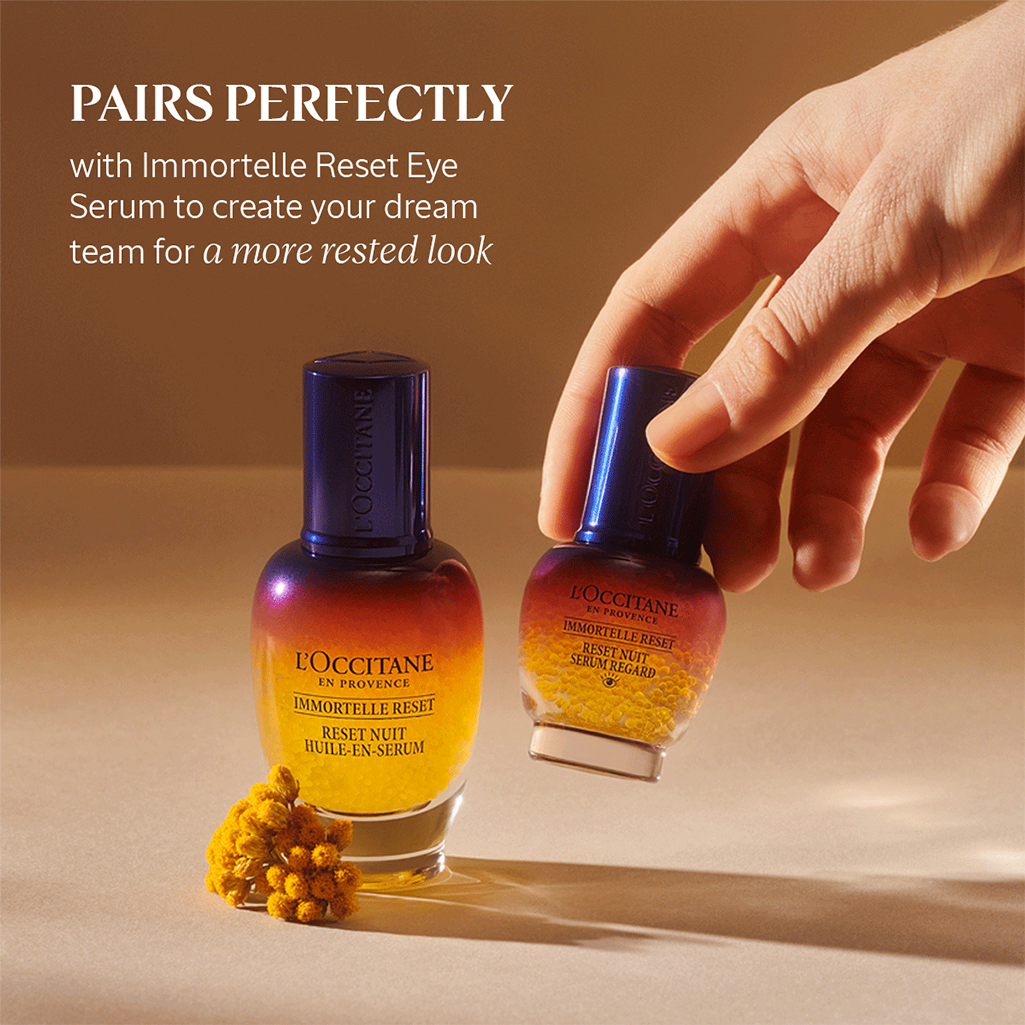 PAIRS PERFECTLY
with Immortelle Reset Eye
Serum to create your dream
team for a more rested look
L'OCCITANE
L'OCCITANE
EN PROVENCE
IMMORTELLE RESET
RESET NUIT
HUILE-EN-SERUM
L'OCCITANE
EN PROVENCE
IMMORTELLE RESET
RESET NUIT
SERUM REGARD